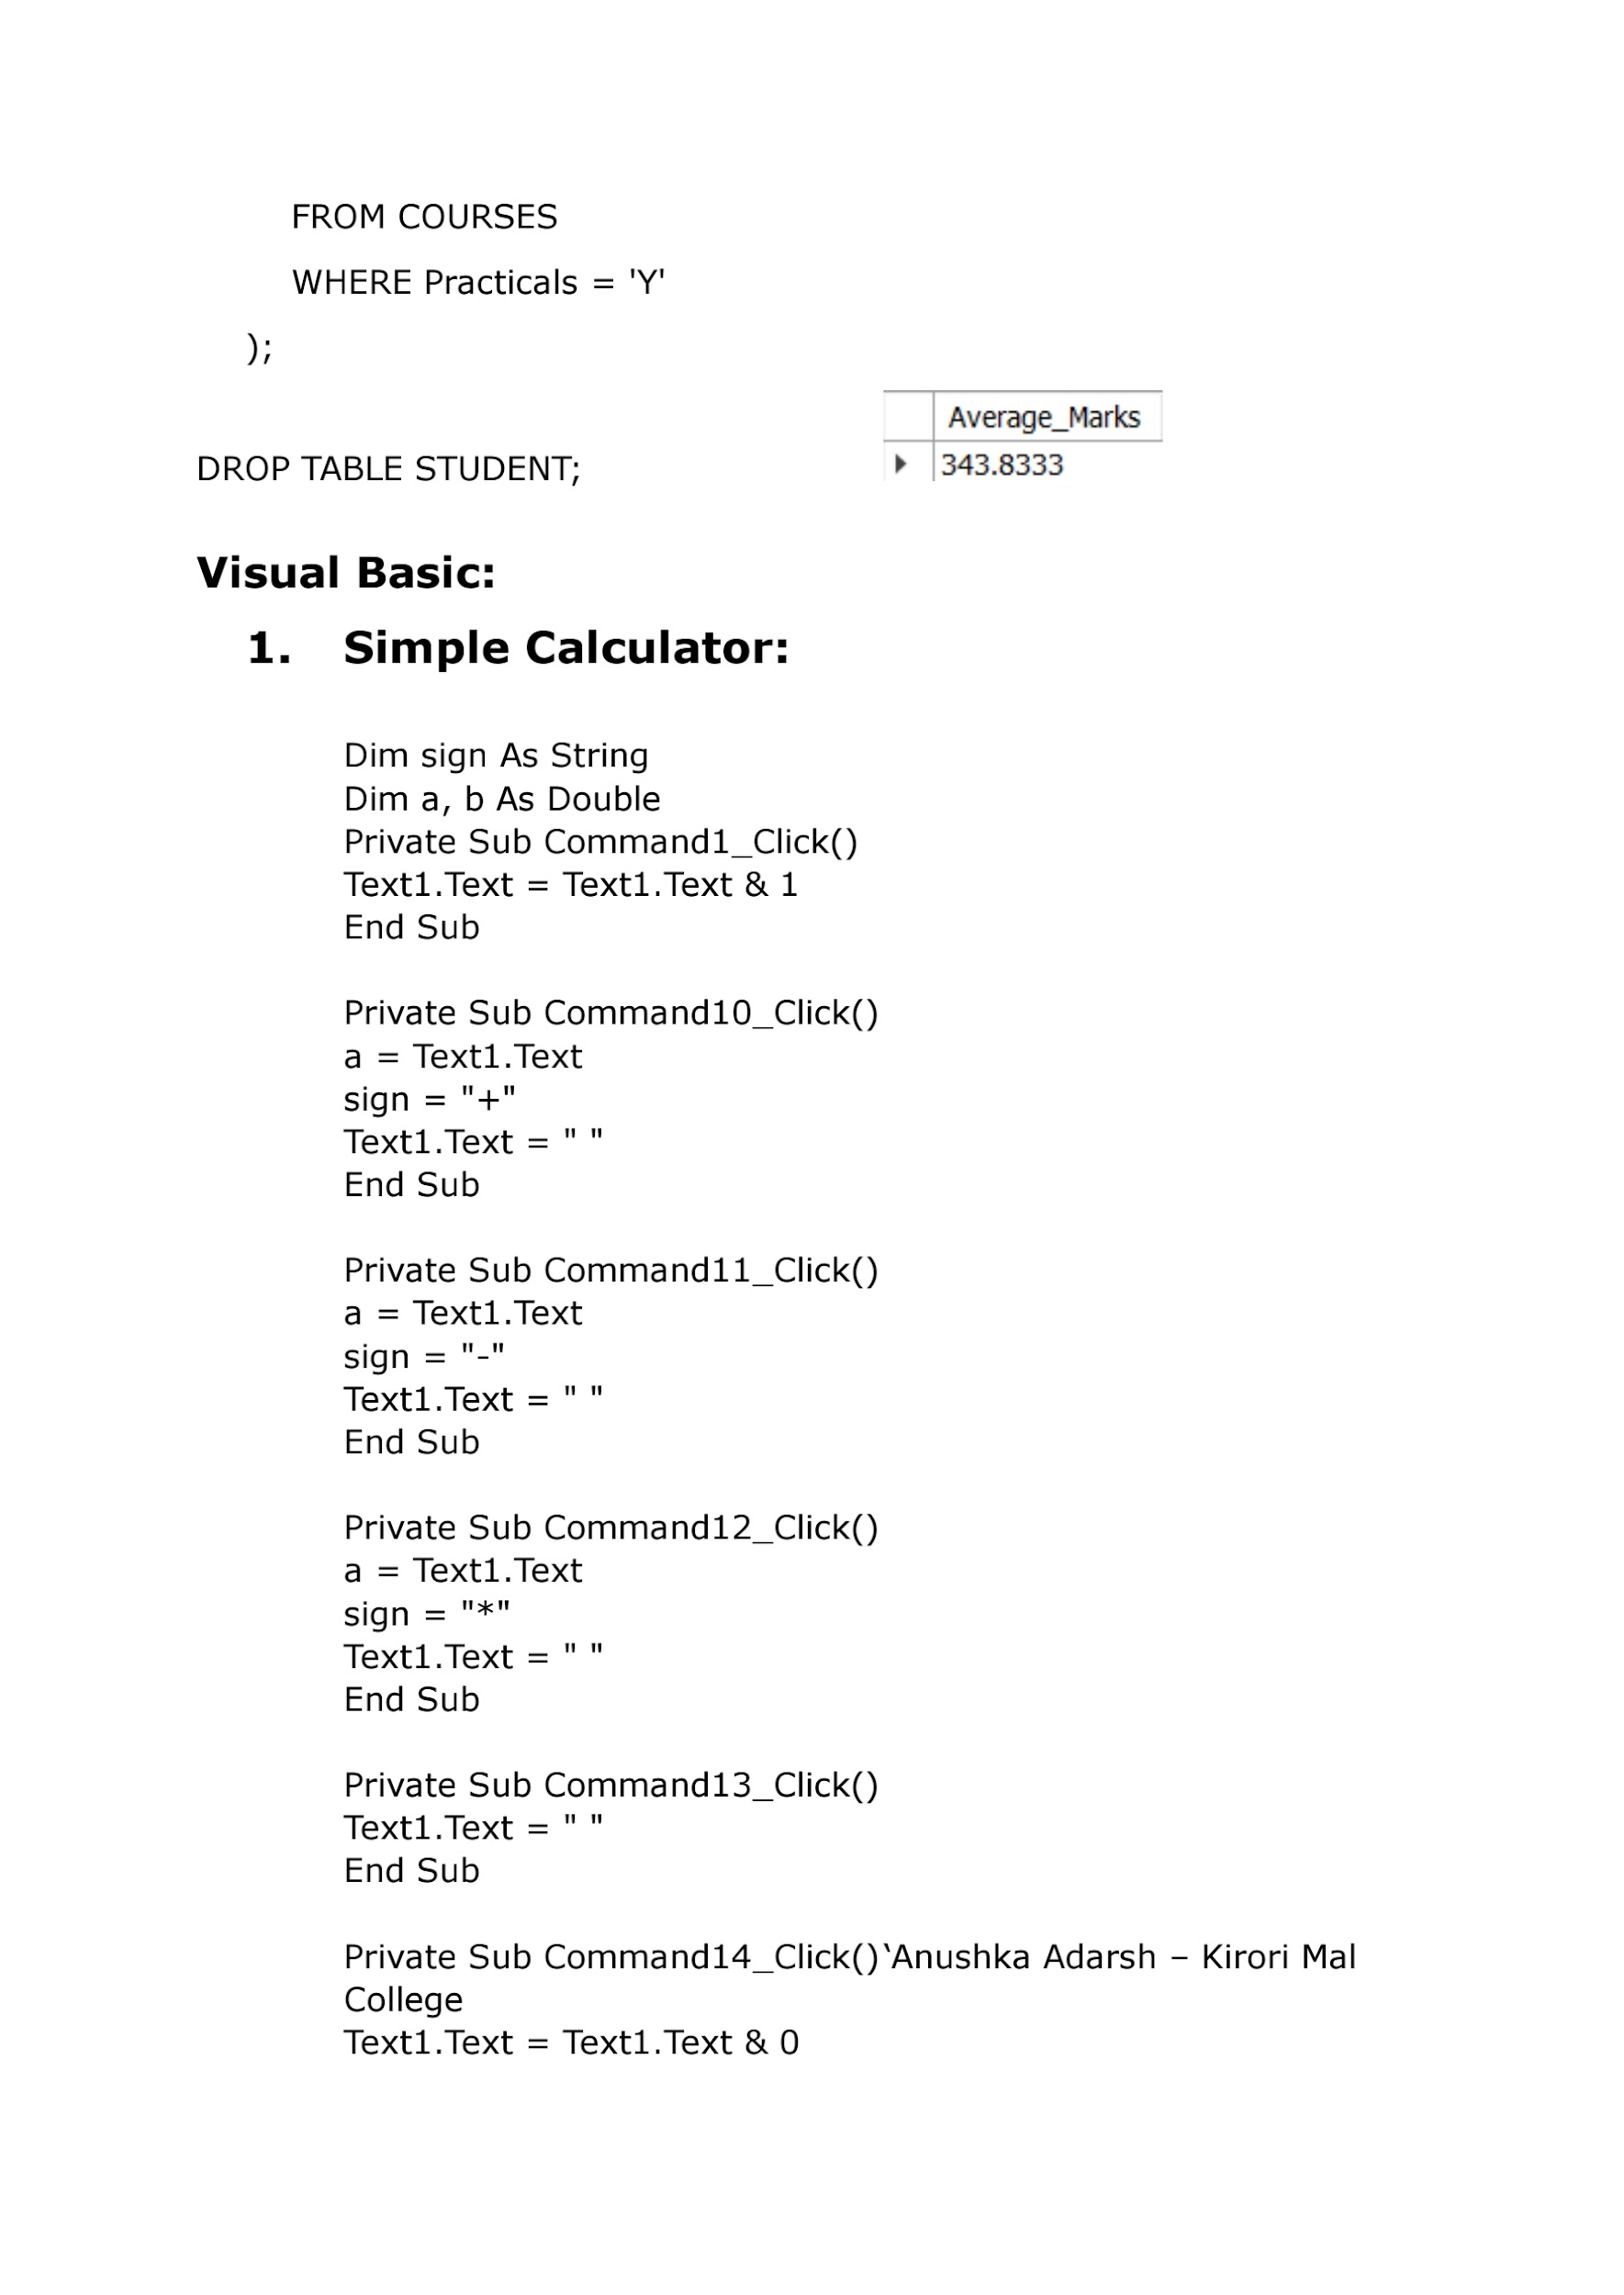 FROM COURSES
WHERE Practicals = 'Y'
);
Average_Marks
343.8333
DROP TABLE STUDENT;
Visual Basic:
1. Simple Calculator:
Dim sign As String
Dim a, b As Double
Private Sub Command1_Click()
Text1.Text = Text1.Text & 1
End Sub
Private Sub Command10_Click()
a = Text1.Text
sign = "+"
Text1.Text = " "
End Sub
Private Sub Command11_Click()
a = Text1.Text
sign = "-"
Text1.Text = " "
End Sub
Private Sub Command12_Click()
a = Text1.Text
sign = "*"
Text1.Text = " "
End Sub
Private Sub Command13_Click()
Text1.Text = " "
End Sub
Private Sub Command14_Click()‛Anushka Adarsh – Kirori Mal
College
Text1.Text = Text1.Text & 0